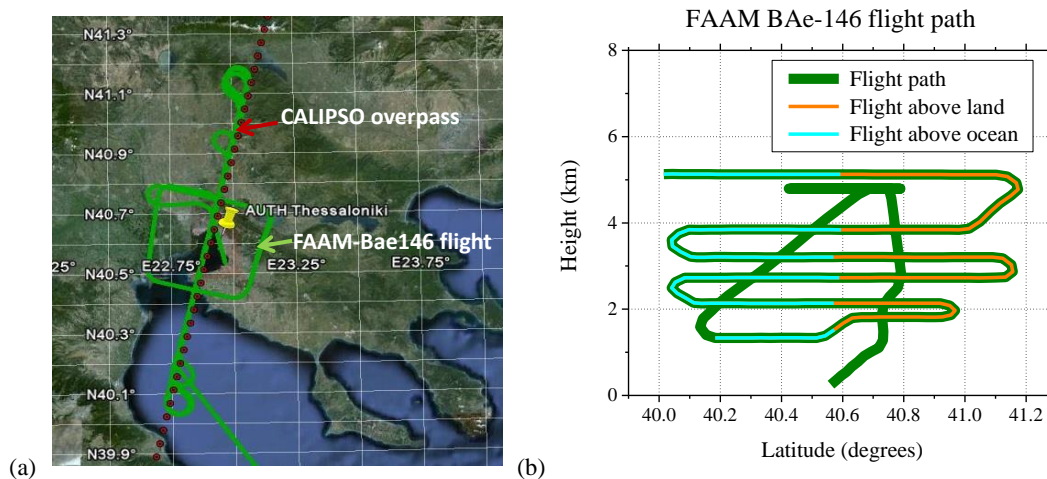 N41.3°
N41.1°
CALIPSO overpass
N40.9°
N40.7°
AUTH Thessaloniki
FAAM-Bae146 flight
25° E22.75° E23.25° E23.75° E
N40.5°
N40.3°
N40.1°
N39.9°
(a)
FAAM BAe-146 flight path
Flight path
Flight above land
Flight above ocean
Height (km)
8
6
4
2
0
40.0 40.2 40.4 40.6 40.8 41.0 41.2
Latitude (degrees)
(b)